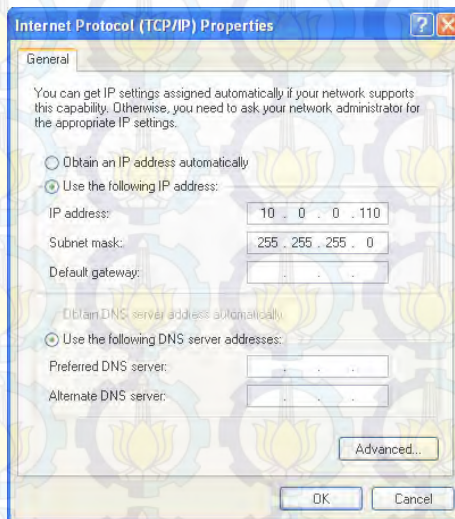 Internet Protocol (TCP/IP) Properties
General
You can get IP settings assigned automatically if your network supports
this capability. Otherwise, you need to ask your network administrator for
the appropriate IP settings.
Obtain an IP address automatically
Use the following IP address:
IP address: 10 . 0 . 0 . 110
Subnet mask: 255 . 255 . 255 . 0
Default gateway: . . .
Obtain DNS server address automatically
Use the following DNS server addresses:
Preferred DNS server: . . .
Alternate DNS server: . . .
Advanced...
OK Cancel